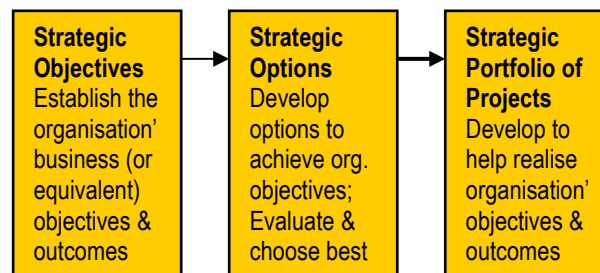 Strategic
Objectives
Establish the
organisation'
business (or
equivalent)
objectives &
outcomes
Strategic
Options
Develop
options to
achieve org.
objectives;
Evaluate &
choose best
Strategic
Portfolio of
Projects
Develop to
help realise
organisation'
objectives &
outcomes